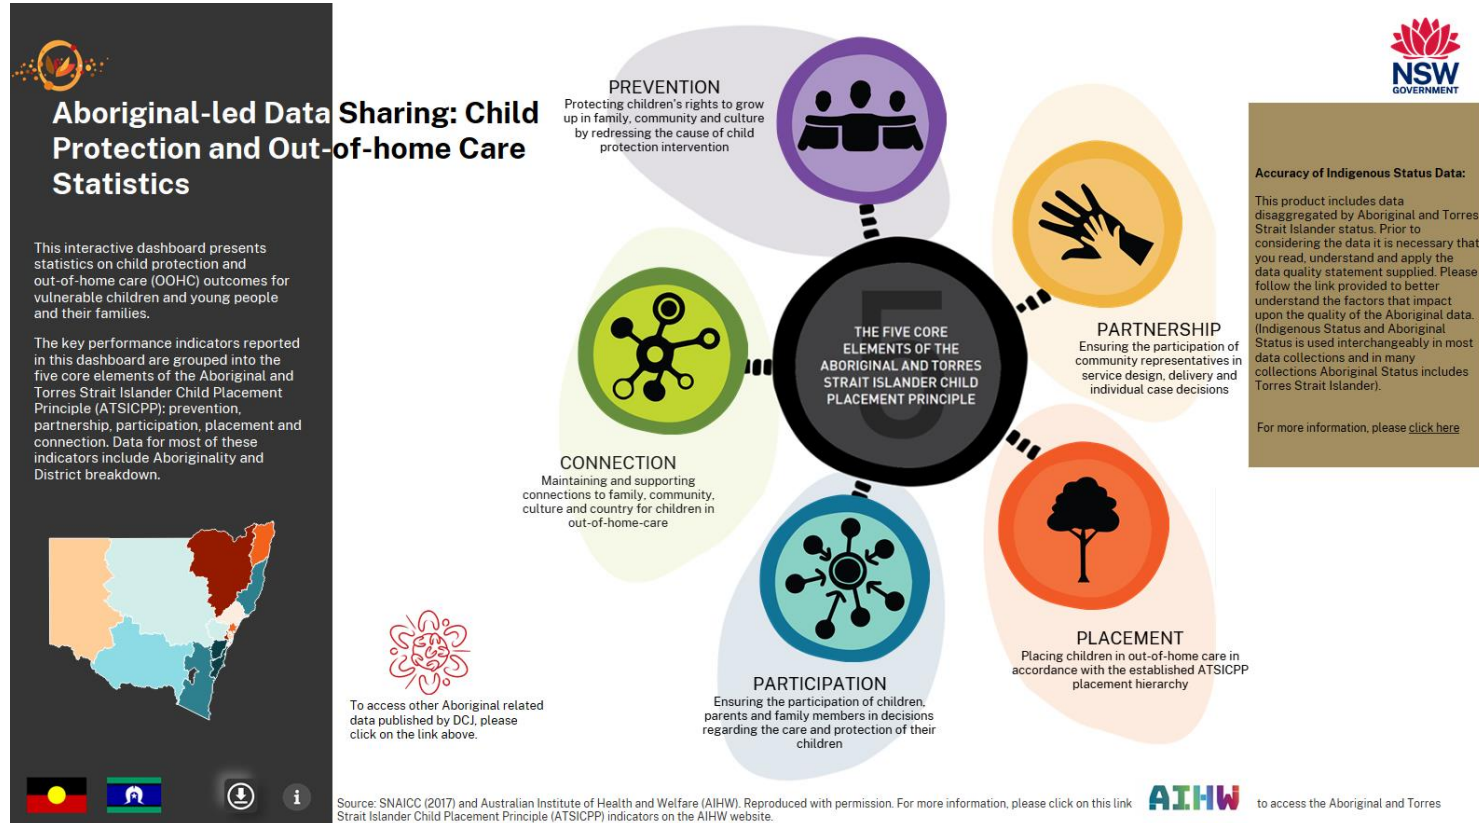 Aboriginal-led Data Sharing: Child
Protection and Out-of-home Care
Statistics
This interactive dashboard presents
statistics on child protection and
out-of-home care (OOHC) outcomes for
vulnerable children and young people
and their families.
The key performance indicators reported
in this dashboard are grouped into the
five core elements of the Aboriginal and
Torres Strait Islander Child Placement
Principle (ATSICPP): prevention,
partnership, participation, placement and
connection. Data for most of these
indicators include Aboriginality and
District breakdown.
To access other Aboriginal related
data published by DCJ, please
click on the link above.
PREVENTION
Protecting children's rights to grow
up in family, community and culture
by redressing the cause of child
protection intervention
PARTNERSHIP
Ensuring the participation of
community representatives in
service design, delivery and
individual case decisions
5
THE FIVE CORE
ELEMENTS OF THE
ABORIGINAL AND TORRES
STRAIT ISLANDER CHILD
PLACEMENT PRINCIPLE
CONNECTION
Maintaining and supporting
connections to family, community,
culture and country for children in
out-of-home-care
PLACEMENT
Placing children in out-of-home care in
accordance with the established ATSICPP
placement hierarchy
PARTICIPATION
Ensuring the participation of children,
parents and family members in decisions
regarding the care and protection of their
children
NSW
GOVERNMENT
Accuracy of Indigenous Status Data:
This product includes data
disaggregated by Aboriginal and Torres
Strait Islander status. Prior to
considering the data it is necessary that
you read, understand and apply the
data quality statement supplied. Please
follow the link provided to better
understand the factors that impact
upon the quality of the Aboriginal data.
(Indigenous Status and Aboriginal
Status is used interchangeably in most
data collections and in many
collections Aboriginal Status includes
Torres Strait Islander).
For more information, please click here
i
Source: SNAICC (2017) and Australian Institute of Health and Welfare (AIHW). Reproduced with permission. For more information, please click on this link AIHW to access the Aboriginal and Torres
Strait Islander Child Placement Principle (ATSICPP) indicators on the AIHW website.